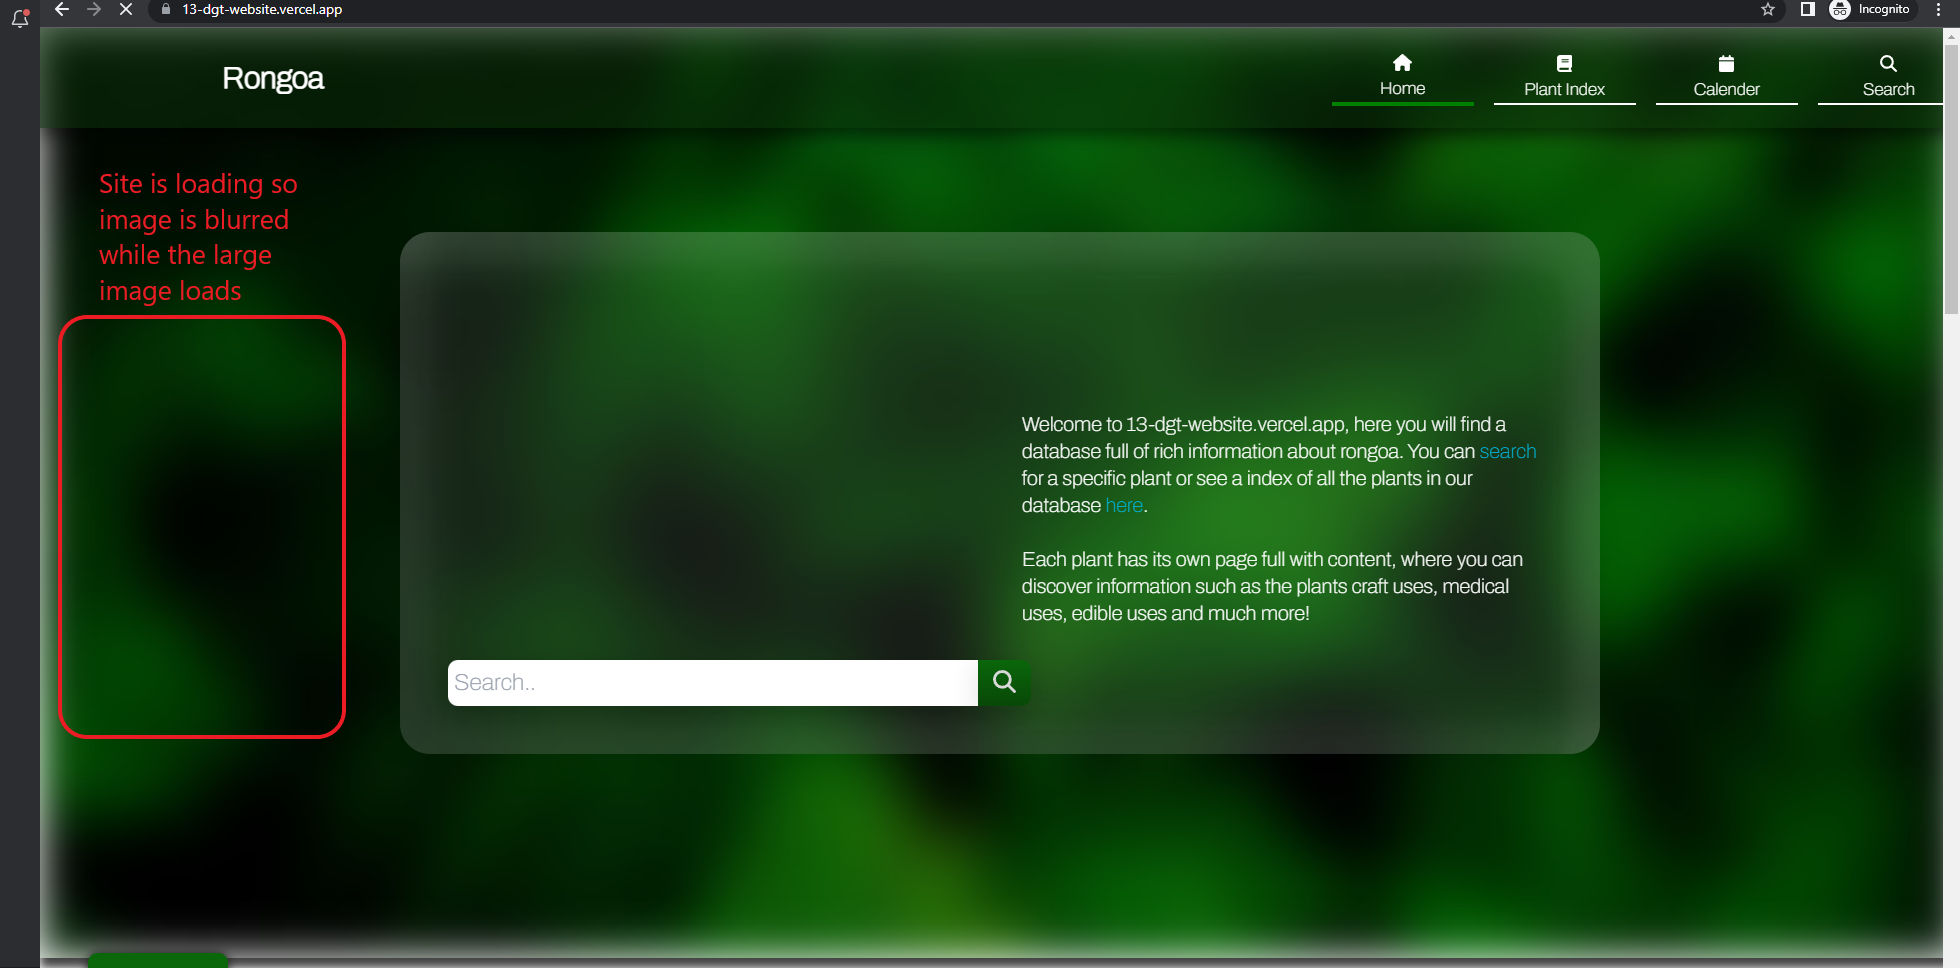 13-dgt-website.vercel.app
Incognito
Rongoa
Home
Plant Index
Calender
Search
Site is loading so
image is blurred
while the large
image loads
Welcome to 13-dgt-website.vercel.app, here you will find a
database full of rich information about rongoa. You can search
for a specific plant or see a index of all the plants in our
database here.
Each plant has its own page full with content, where you can
discover information such as the plants craft uses, medical
uses, edible uses and much more!
Search..